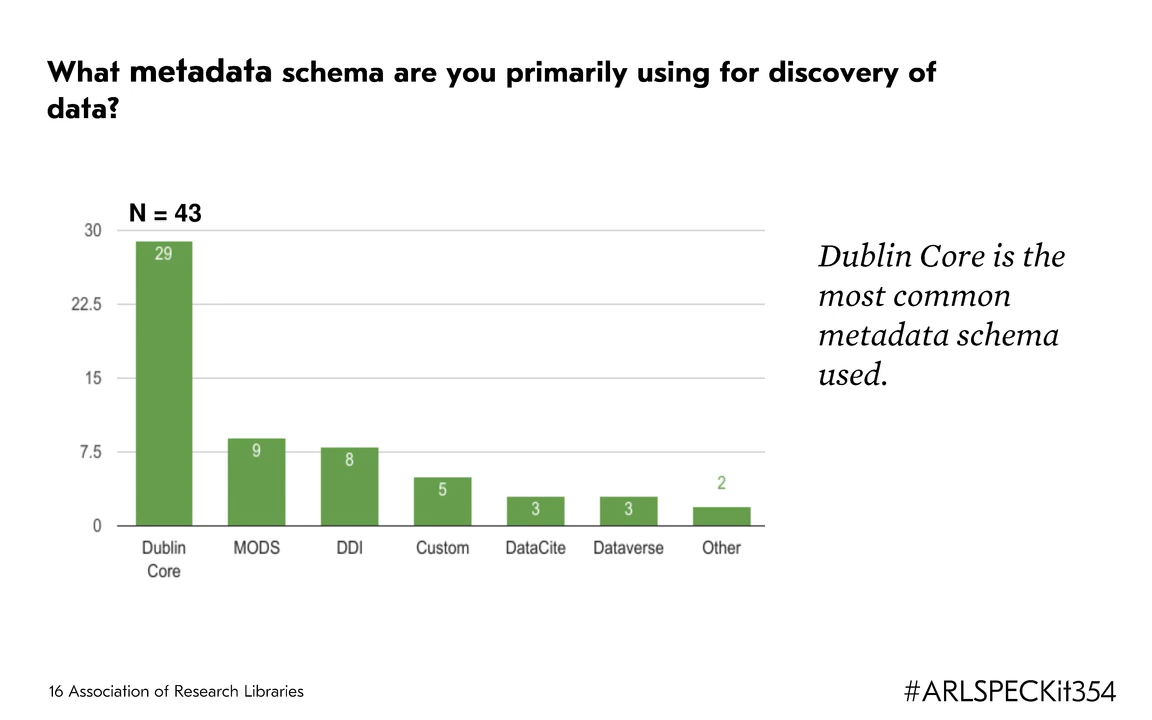 What metadata schema are you primarily using for discovery of
data?
N = 43
30
22.5
15
7.5
0
29
9
8
5
3
3
2
Dublin
Core
MODS
DDI
Custom
DataCite
Dataverse
Other
Dublin Core is the
most common
metadata schema
used.
16 Association of Research Libraries
#ARLSPECKit354